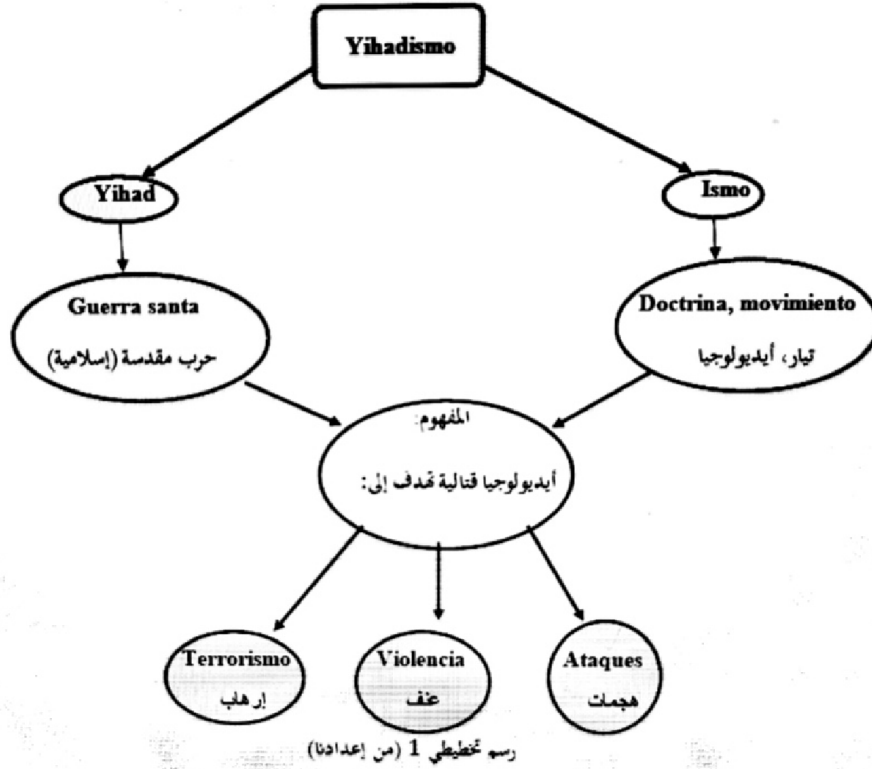 Yihadismo
Yihad
Ismo
Guerra santa
حرب مقدسة (إسلامية)
Doctrina, movimiento
تيار، أيديولوجيا
المفهوم:
أيديولوجيا قتالية تهدف إلى:
Terrorismo
إرهاب
Violencia
عنف
Ataques
هجمات
رسم تخطيطي 1 (من إعدادنا)